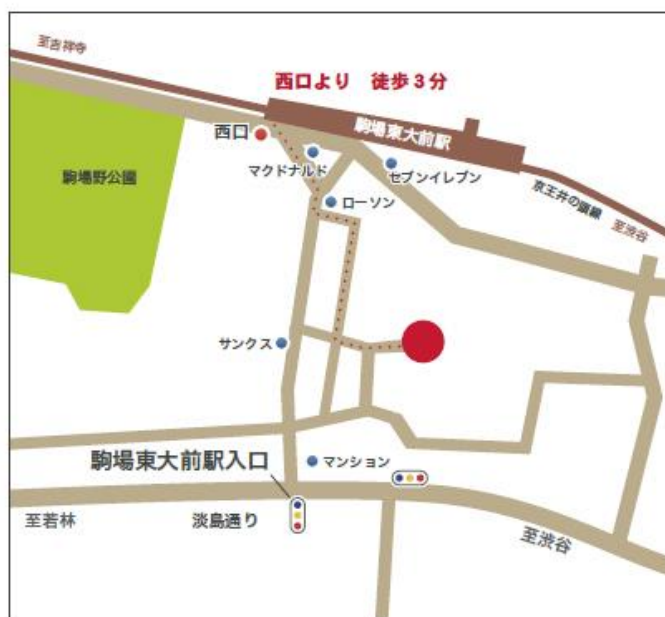 至吉祥寺
西口より 徒歩3分
駒場東大前駅
西口
マクドナルド
セブンイレブン
駒場野公園
ローソン
京王井の頭線
至渋谷
サンクス
駒場東大前駅入口
マンション
至若林
淡島通り
至渋谷